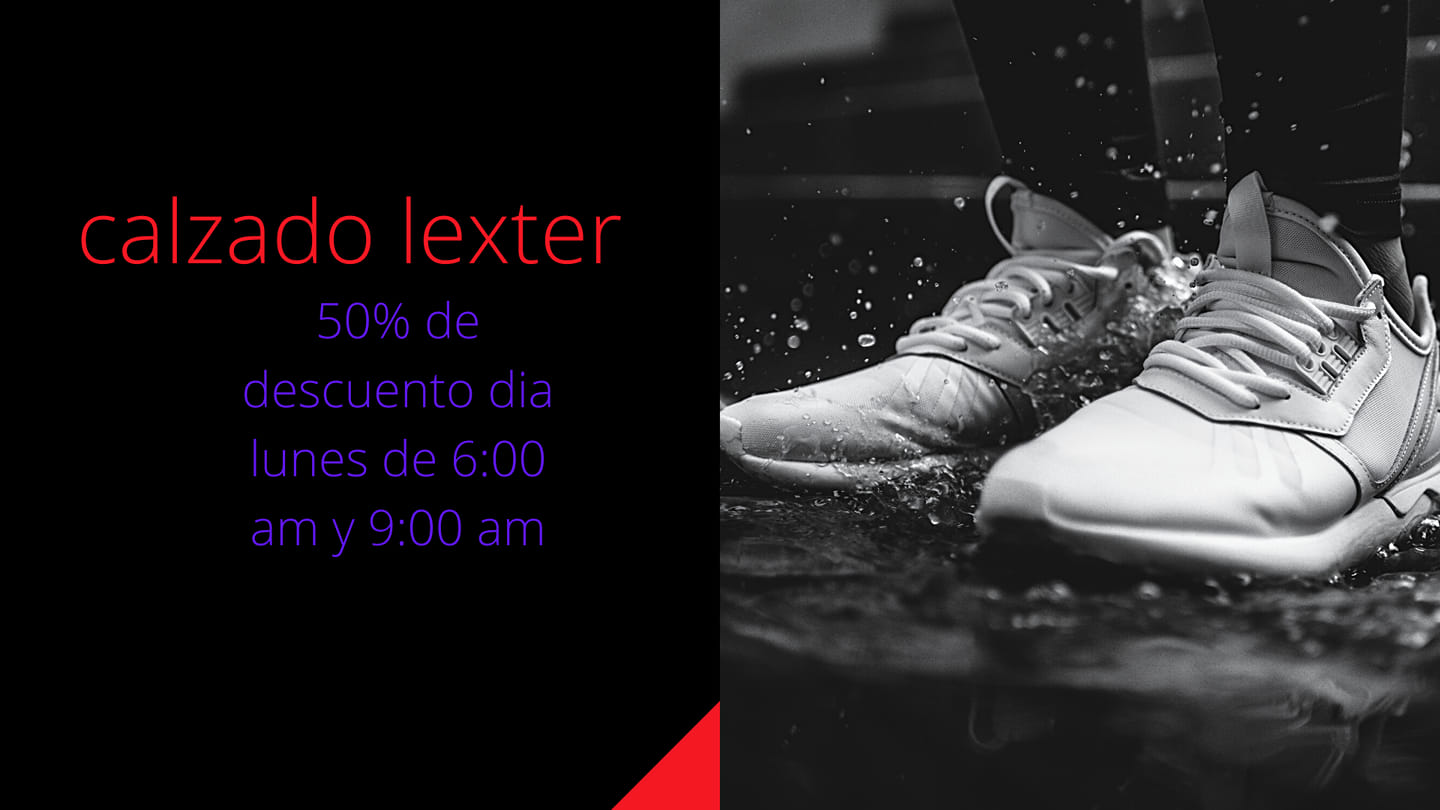 calzado lexter
50% de
descuento dia
lunes de 6:00
am y 9:00 am